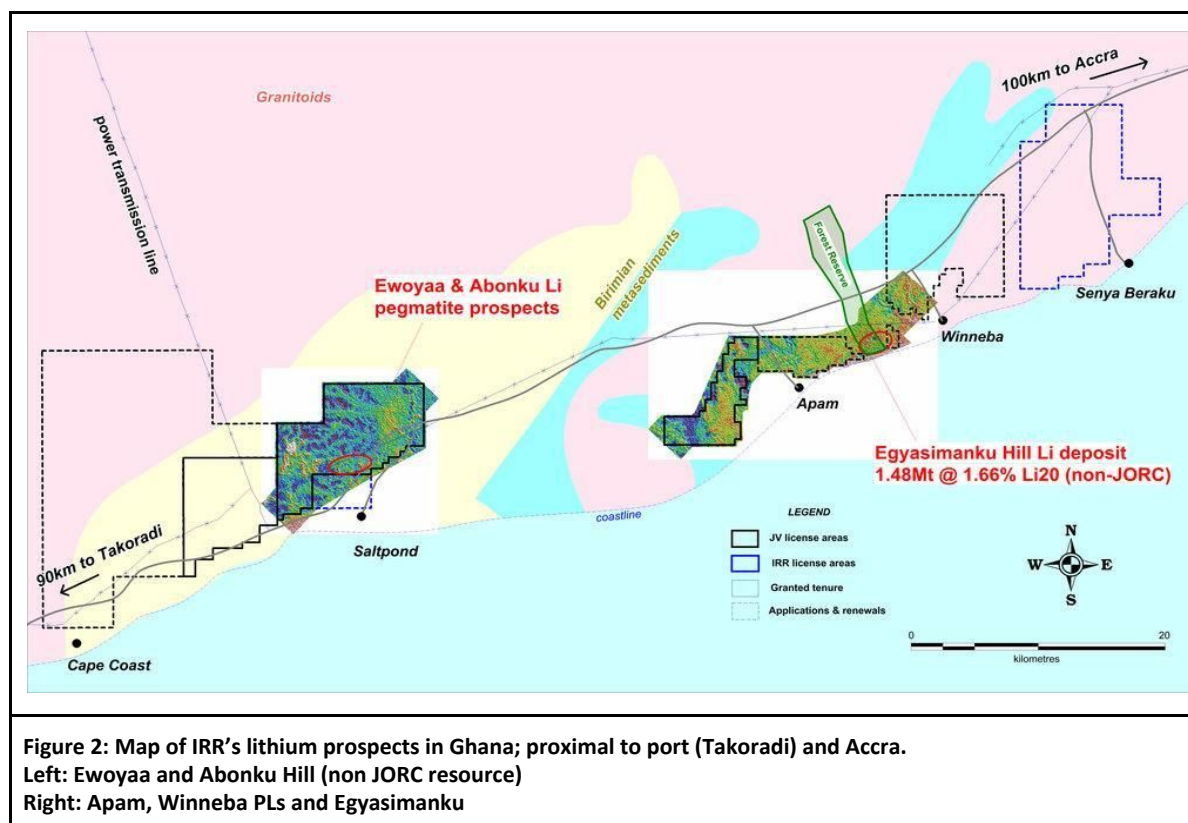 100km to Accra
Granitoids
power transmission line
Forest Reserve
Birimian
metasediments
Ewoyaa & Abonku Li
pegmatite prospects
Senya Beraku
Winneba
Apam
Egyasimanku Hill Li deposit
1.48Mt @ 1.66% Li20 (non-JORC)
coastline
LEGEND
JV license areas
IRR license areas
Granted tenure
Applications & renewals
N
W E
S
Saltpond
90km to Takoradi
Cape Coast
0 20
kilometres
Figure 2: Map of IRR's lithium prospects in Ghana; proximal to port (Takoradi) and Accra.
Left: Ewoyaa and Abonku Hill (non JORC resource)
Right: Apam, Winneba PLs and Egyasimanku